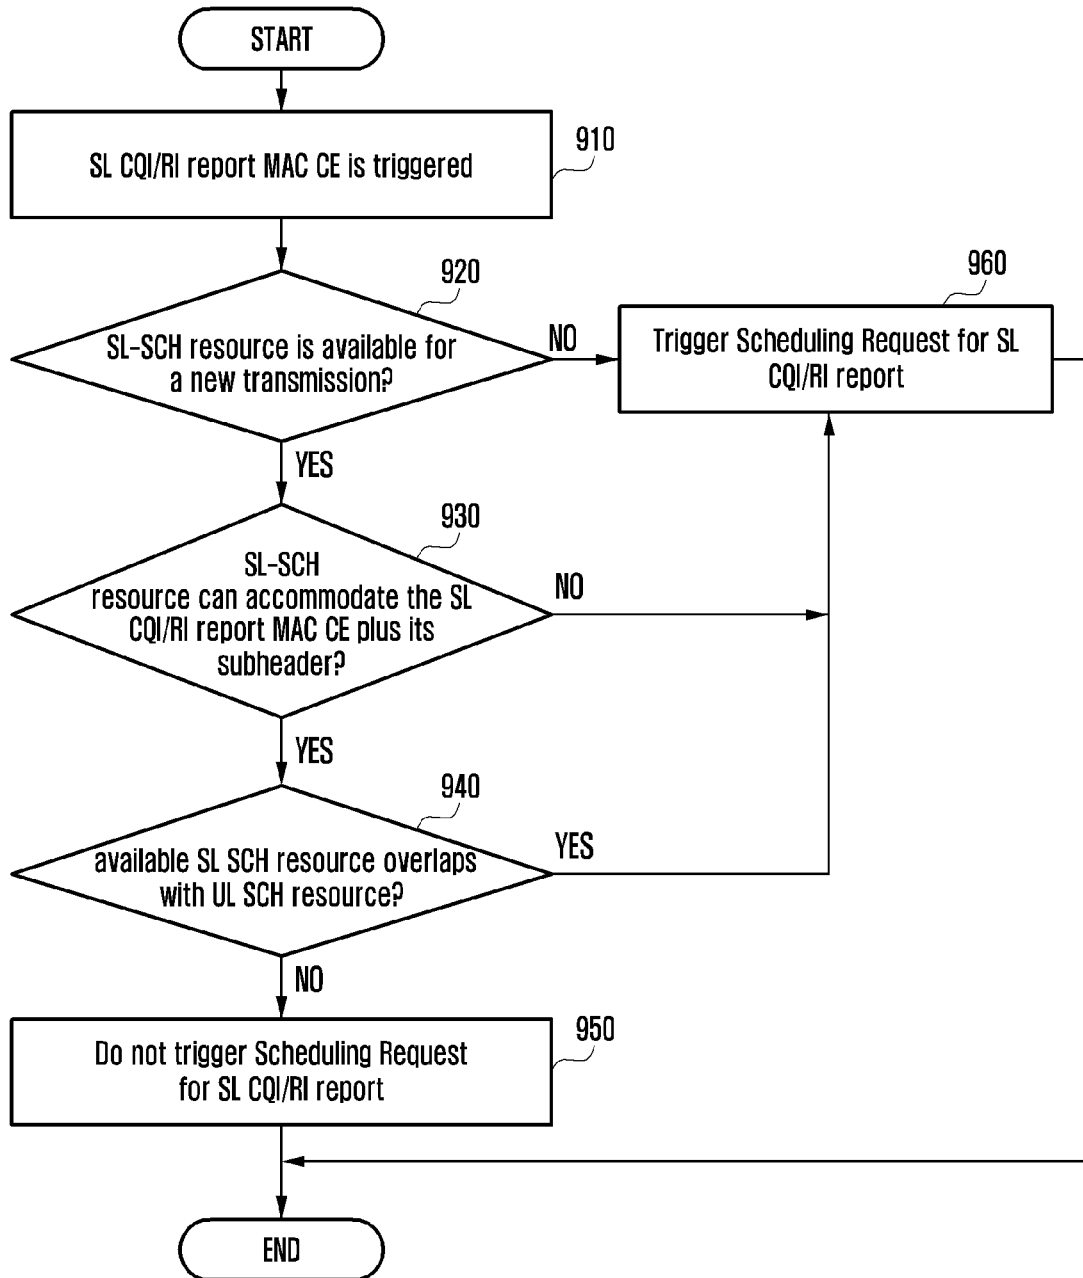 START
SL CQI/RI report MAC CE is triggered
910
SL-SCH resource is available for
a new transmission?
920
NO
YES
Trigger Scheduling Request for SL
CQI/RI report
960
SL-SCH
resource can accommodate the SL
CQI/RI report MAC CE plus its
subheader?
930
NO
YES
available SL SCH resource overlaps
with UL SCH resource?
940
YES
NO
Do not trigger Scheduling Request
for SL CQI/RI report
950
END